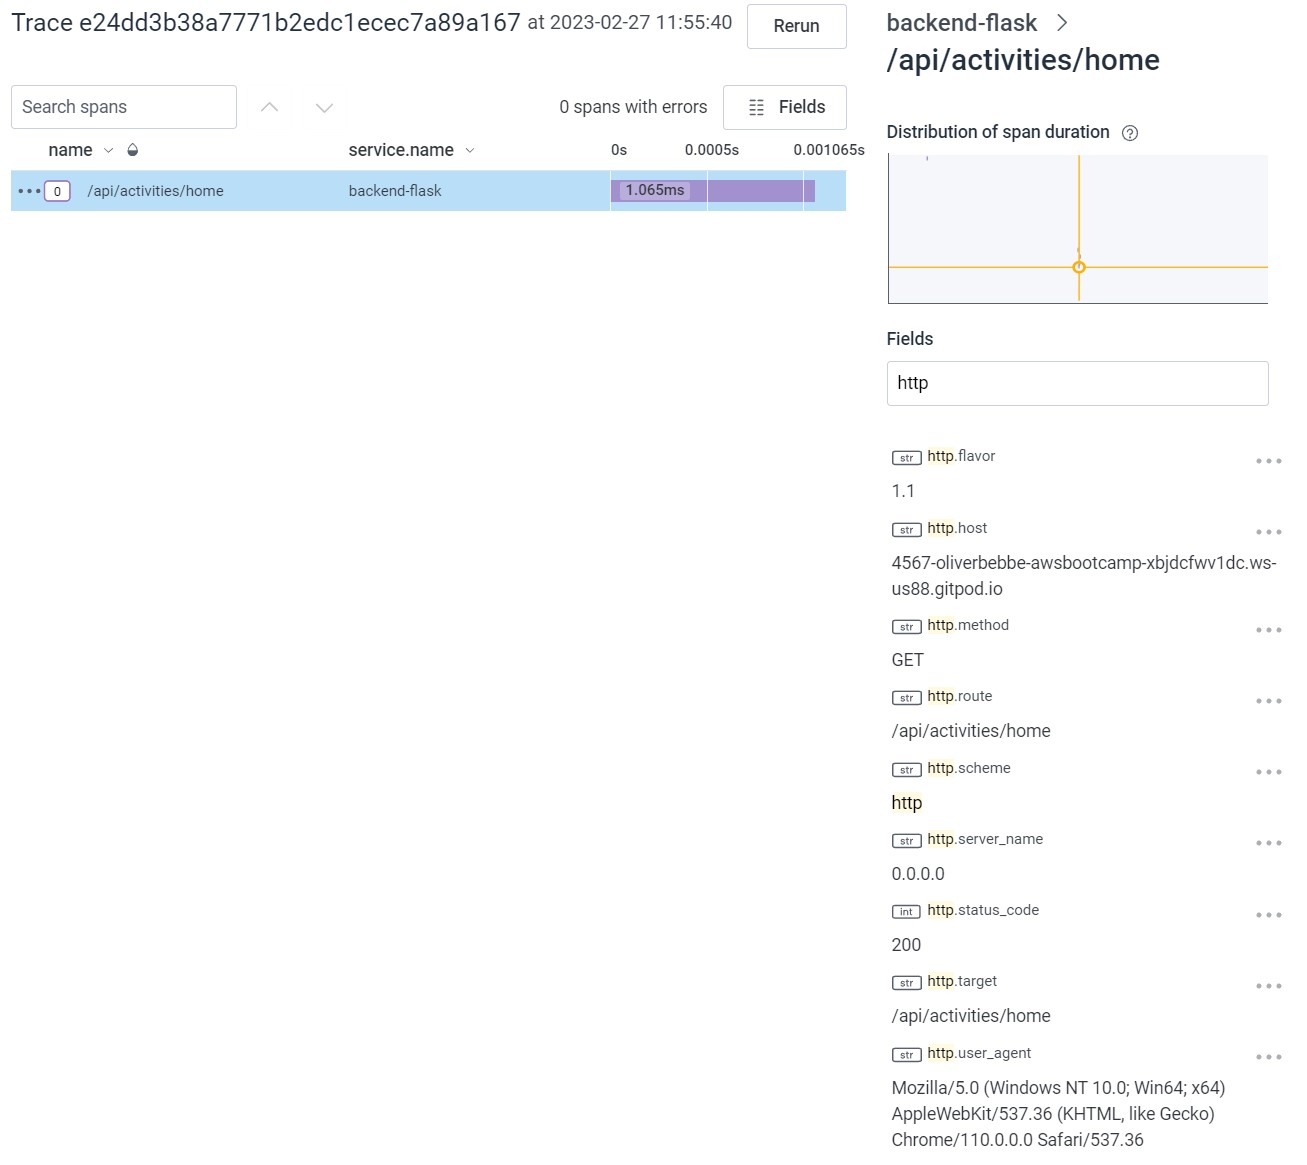 Trace e24dd3b38a7771b2edc1ecec7a89a167 at 2023-02-27 11:55:40
Rerun
Search spans
0 spans with errors
Fields
name
service.name
0s
0.0005s
0.001065s
0
/api/activities/home
backend-flask
1.065ms
backend-flask
/api/activities/home
Distribution of span duration
Fields
http
str http.flavor
1.1
str http.host
4567-oliverbebbe-awsbootcamp-xbjdcfwv1dc.ws-
us88.gitpod.io
str http.method
GET
str http.route
/api/activities/home
str http.scheme
http
str http.server_name
0.0.0.0
int http.status_code
200
str http.target
/api/activities/home
str http.user_agent
Mozilla/5.0 (Windows NT 10.0; Win64; x64)
AppleWebKit/537.36 (KHTML, like Gecko)
Chrome/110.0.0.0 Safari/537.36